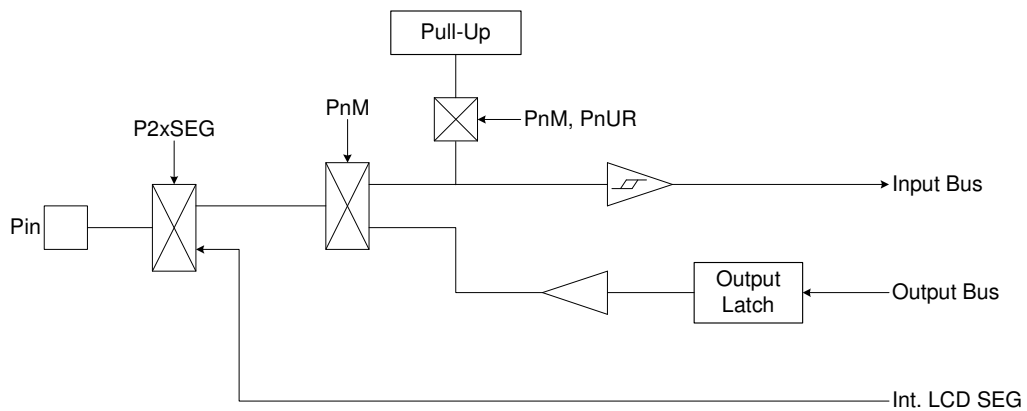 Pull-Up
PnM
PnM, PnUR
P2xSEG
Input Bus
Pin
Output
Latch
Output Bus
Int. LCD SEG